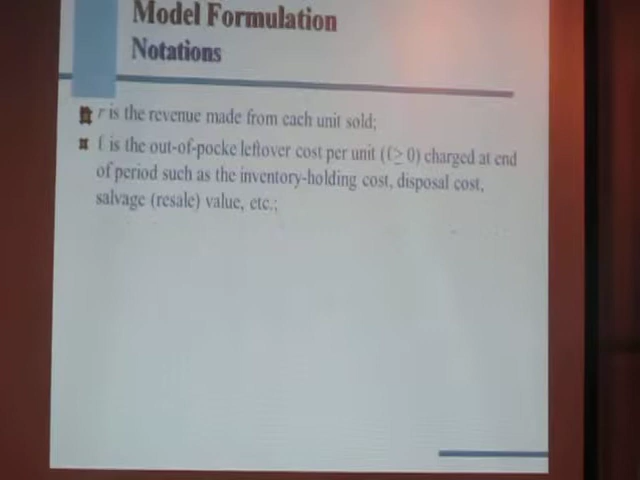 Model Formulation
Notations
r is the revenue made from each unit sold;
ℓ is the out-of-pocke leftover cost per unit (ℓ≥ 0) charged at end
of period such as the inventory-holding cost, disposal cost,
salvage (resale) value, etc.;